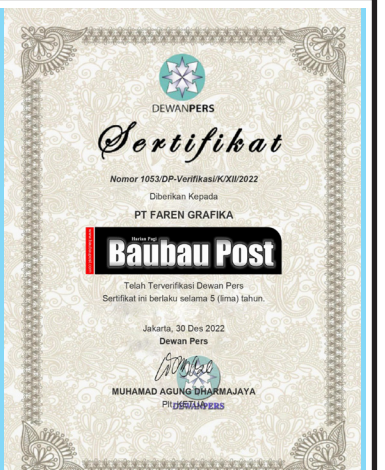 DEWANPERS
Sertifikat
Nomor 1053/DP-Verifikasi/K/XII/2022
Diberikan Kepada
PT FAREN GRAFIKA
Harian Pagi
Baubau Post
Telah Terverifikasi Dewan Pers
Sertifikat ini berlaku selama 5 (lima) tahun.
Jakarta, 30 Des 2022
Dewan Pers
MUHAMAD AGUNG DHARMAJAYA
Plt. KETUA
DEWANPERS